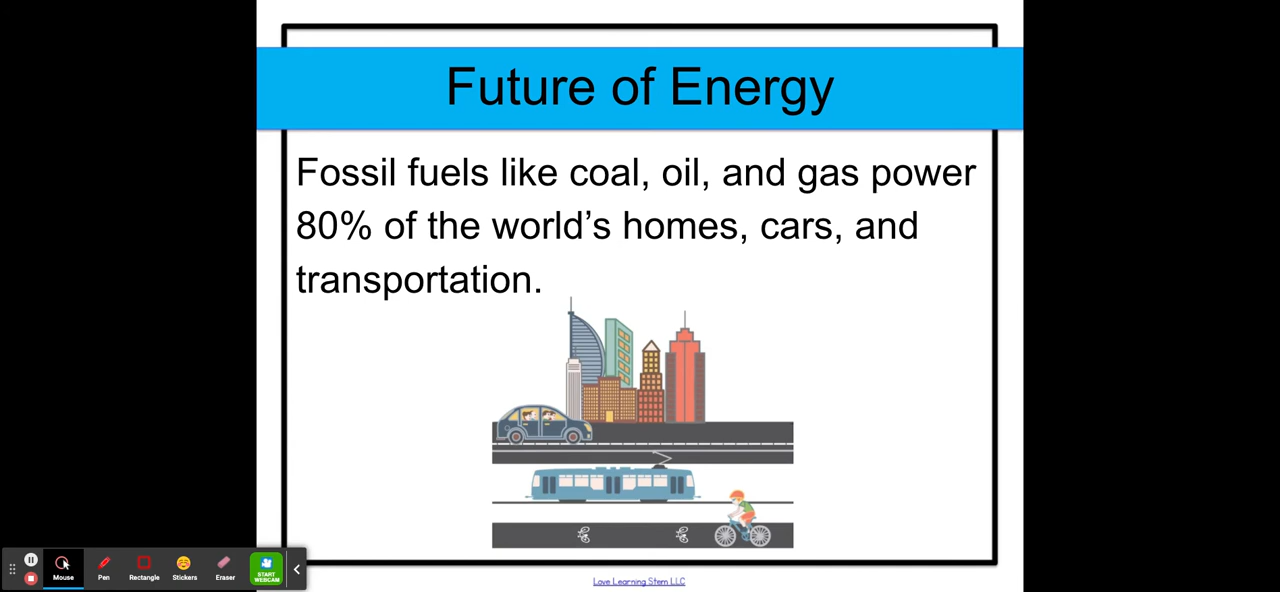 Future of Energy
Fossil fuels like coal, oil, and gas power
80% of the world’s homes, cars, and
transportation.
Mouse
Pen
Rectangle
Stickers
Eraser
START
WEBCAM
Love Learning Stem LLC